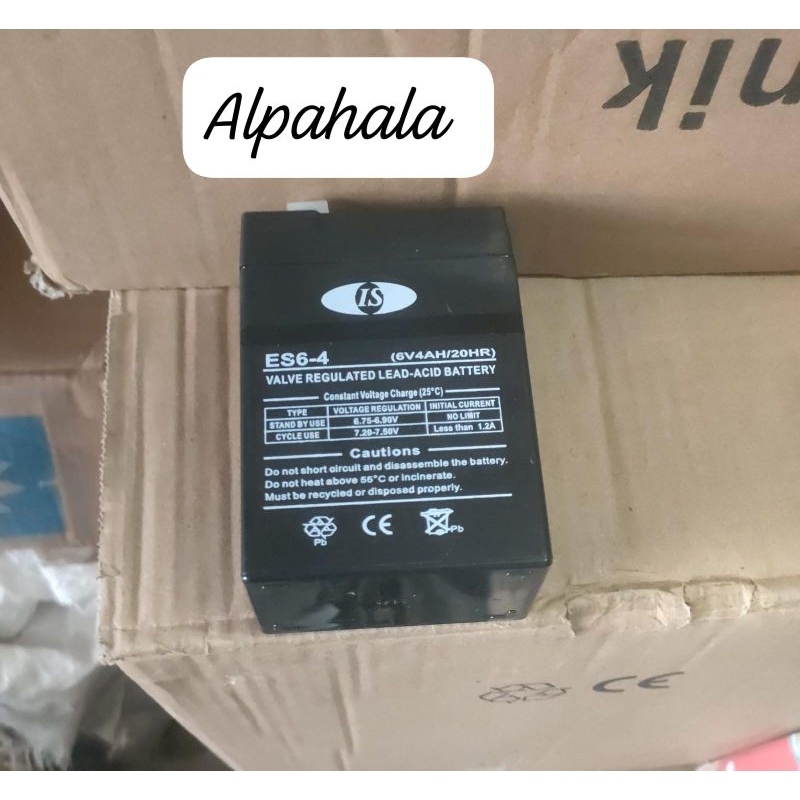 Alpahala
nik
IS
ES6-4 (6V4AH/20HR)
VALVE REGULATED LEAD-ACID BATTERY
Constant Voltage Charge (25°C)
TYPE VOLTAGE REGULATION INITIAL CURRENT
STAND BY USE 6.75-6.90V NO LIMIT
CYCLE USE 7.20-7.50V Less than 1.2A
Cautions
Do not short circuit and disassemble the battery.
Do not heat above 55°C or incinerate.
Must be recycled or disposed properly.
Pb CE Pb
CE